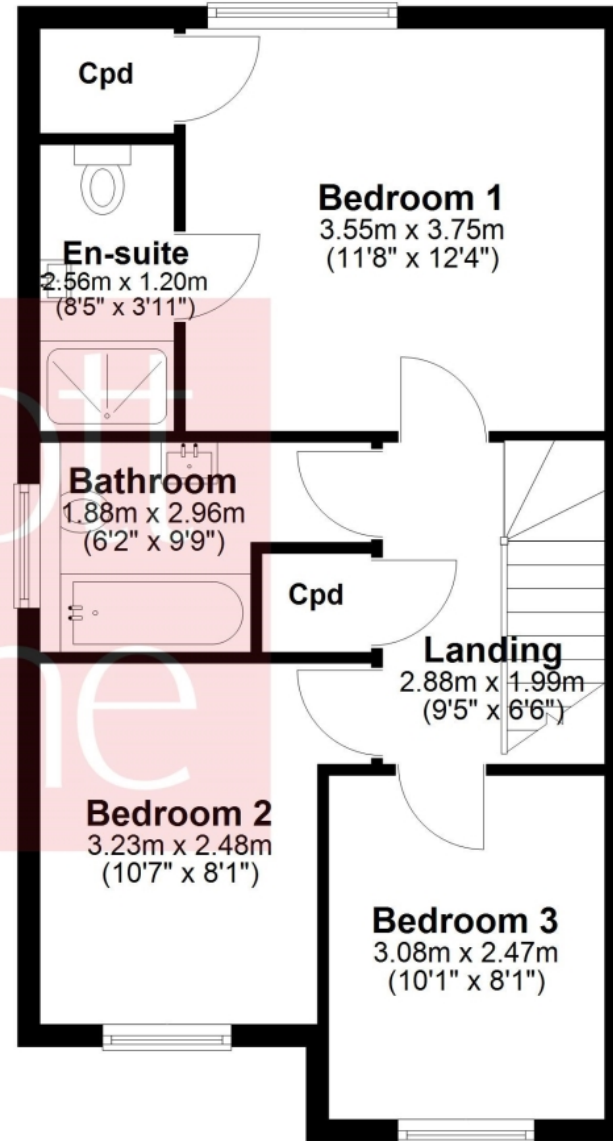 Cpd
Bedroom 1
3.55m x 3.75m
(11'8" x 12'4")
En-suite
2.56m x 1.20m
(8'5" x 3'11")
Bathroom
1.88m x 2.96m
(6'2" x 9'9")
Cpd
Landing
2.88m x 1.99m
(9'5" x 6'6")
Bedroom 2
3.23m x 2.48m
(10'7" x 8'1")
Bedroom 3
3.08m x 2.47m
(10'1" x 8'1")